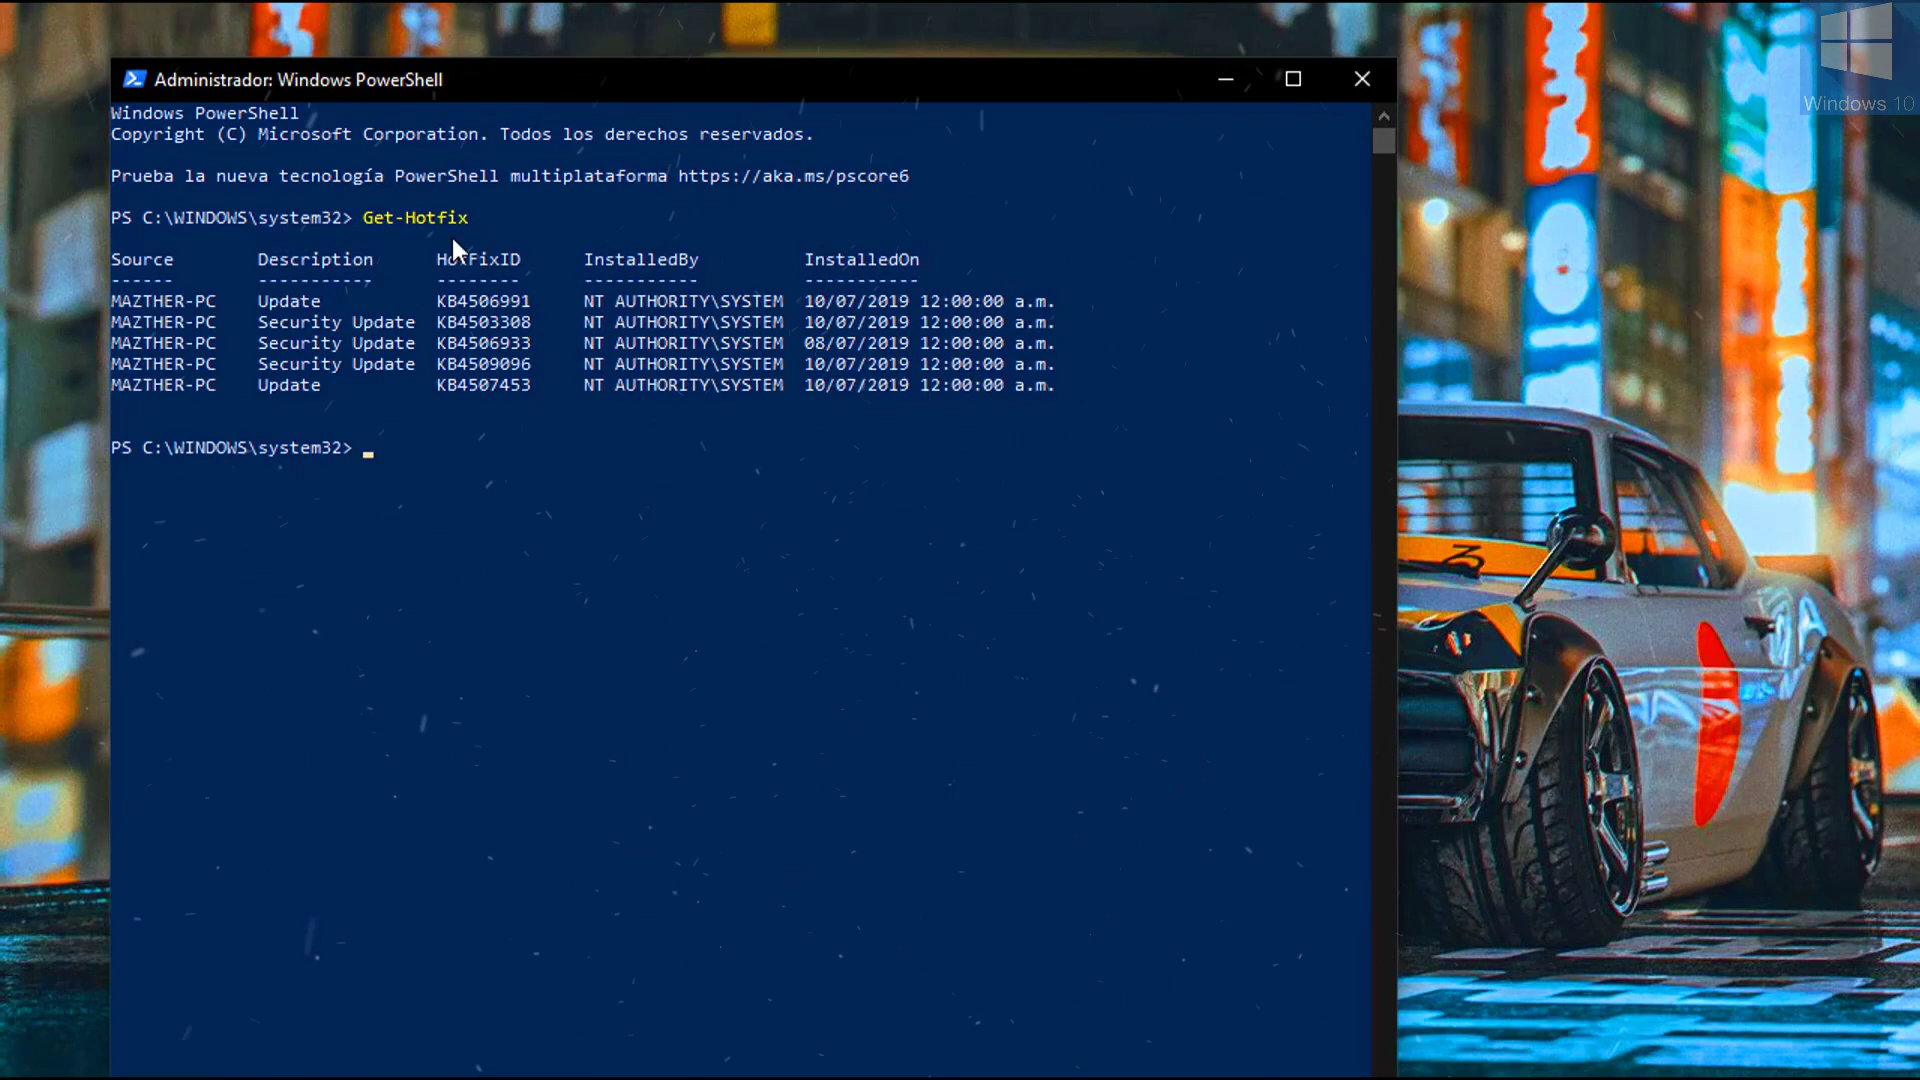 Windows 10
Administrador: Windows PowerShell
Windows PowerShell
Copyright (C) Microsoft Corporation. Todos los derechos reservados.
Prueba la nueva tecnología PowerShell multiplataforma https://aka.ms/pscore6
PS C:\WINDOWS\system32> Get-Hotfix
Source Description HotFixID InstalledBy InstalledOn
------ ----------- -------- ----------- -----------
MAZTHER-PC Update KB4506991 NT AUTHORITY\SYSTEM 10/07/2019 12:00:00 a.m.
MAZTHER-PC Security Update KB4503308 NT AUTHORITY\SYSTEM 10/07/2019 12:00:00 a.m.
MAZTHER-PC Security Update KB4506933 NT AUTHORITY\SYSTEM 08/07/2019 12:00:00 a.m.
MAZTHER-PC Security Update KB4509096 NT AUTHORITY\SYSTEM 10/07/2019 12:00:00 a.m.
MAZTHER-PC Update KB4507453 NT AUTHORITY\SYSTEM 10/07/2019 12:00:00 a.m.
PS C:\WINDOWS\system32>